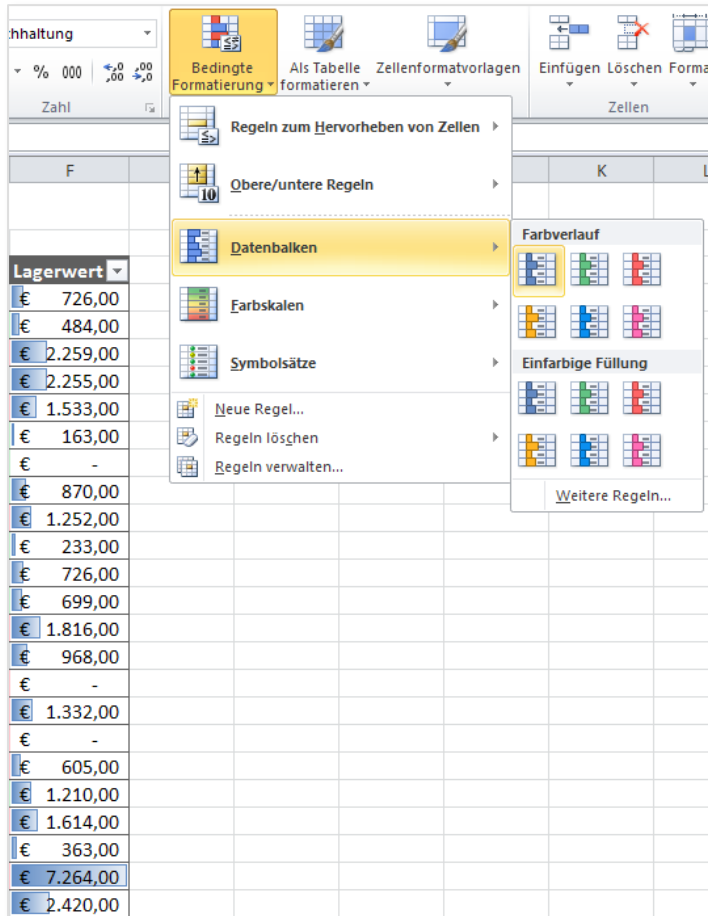 chhaltung
% 000 ,00 ,0
Zahl
Bedingte Formatierung
Als Tabelle formatieren
Zellenformatvorlagen
Einfügen Löschen
Zellen
F K
Regeln zum Hervorheben von Zellen
Obere/untere Regeln
10
Datenbalken
Farbskalen
Symbolsätze
Neue Regel...
Regeln löschen
Regeln verwalten...
Farbverlauf
Einfarbige Füllung
Weitere Regeln...
Lagerwert
€ 726,00
€ 484,00
€ 2.259,00
€ 2.255,00
€ 1.533,00
€ 163,00
€ -
€ 870,00
€ 1.252,00
€ 233,00
€ 726,00
€ 699,00
€ 1.816,00
€ 968,00
€ -
€ 1.332,00
€ -
€ 605,00
€ 1.210,00
€ 1.614,00
€ 363,00
€ 7.264,00
€ 2.420,00